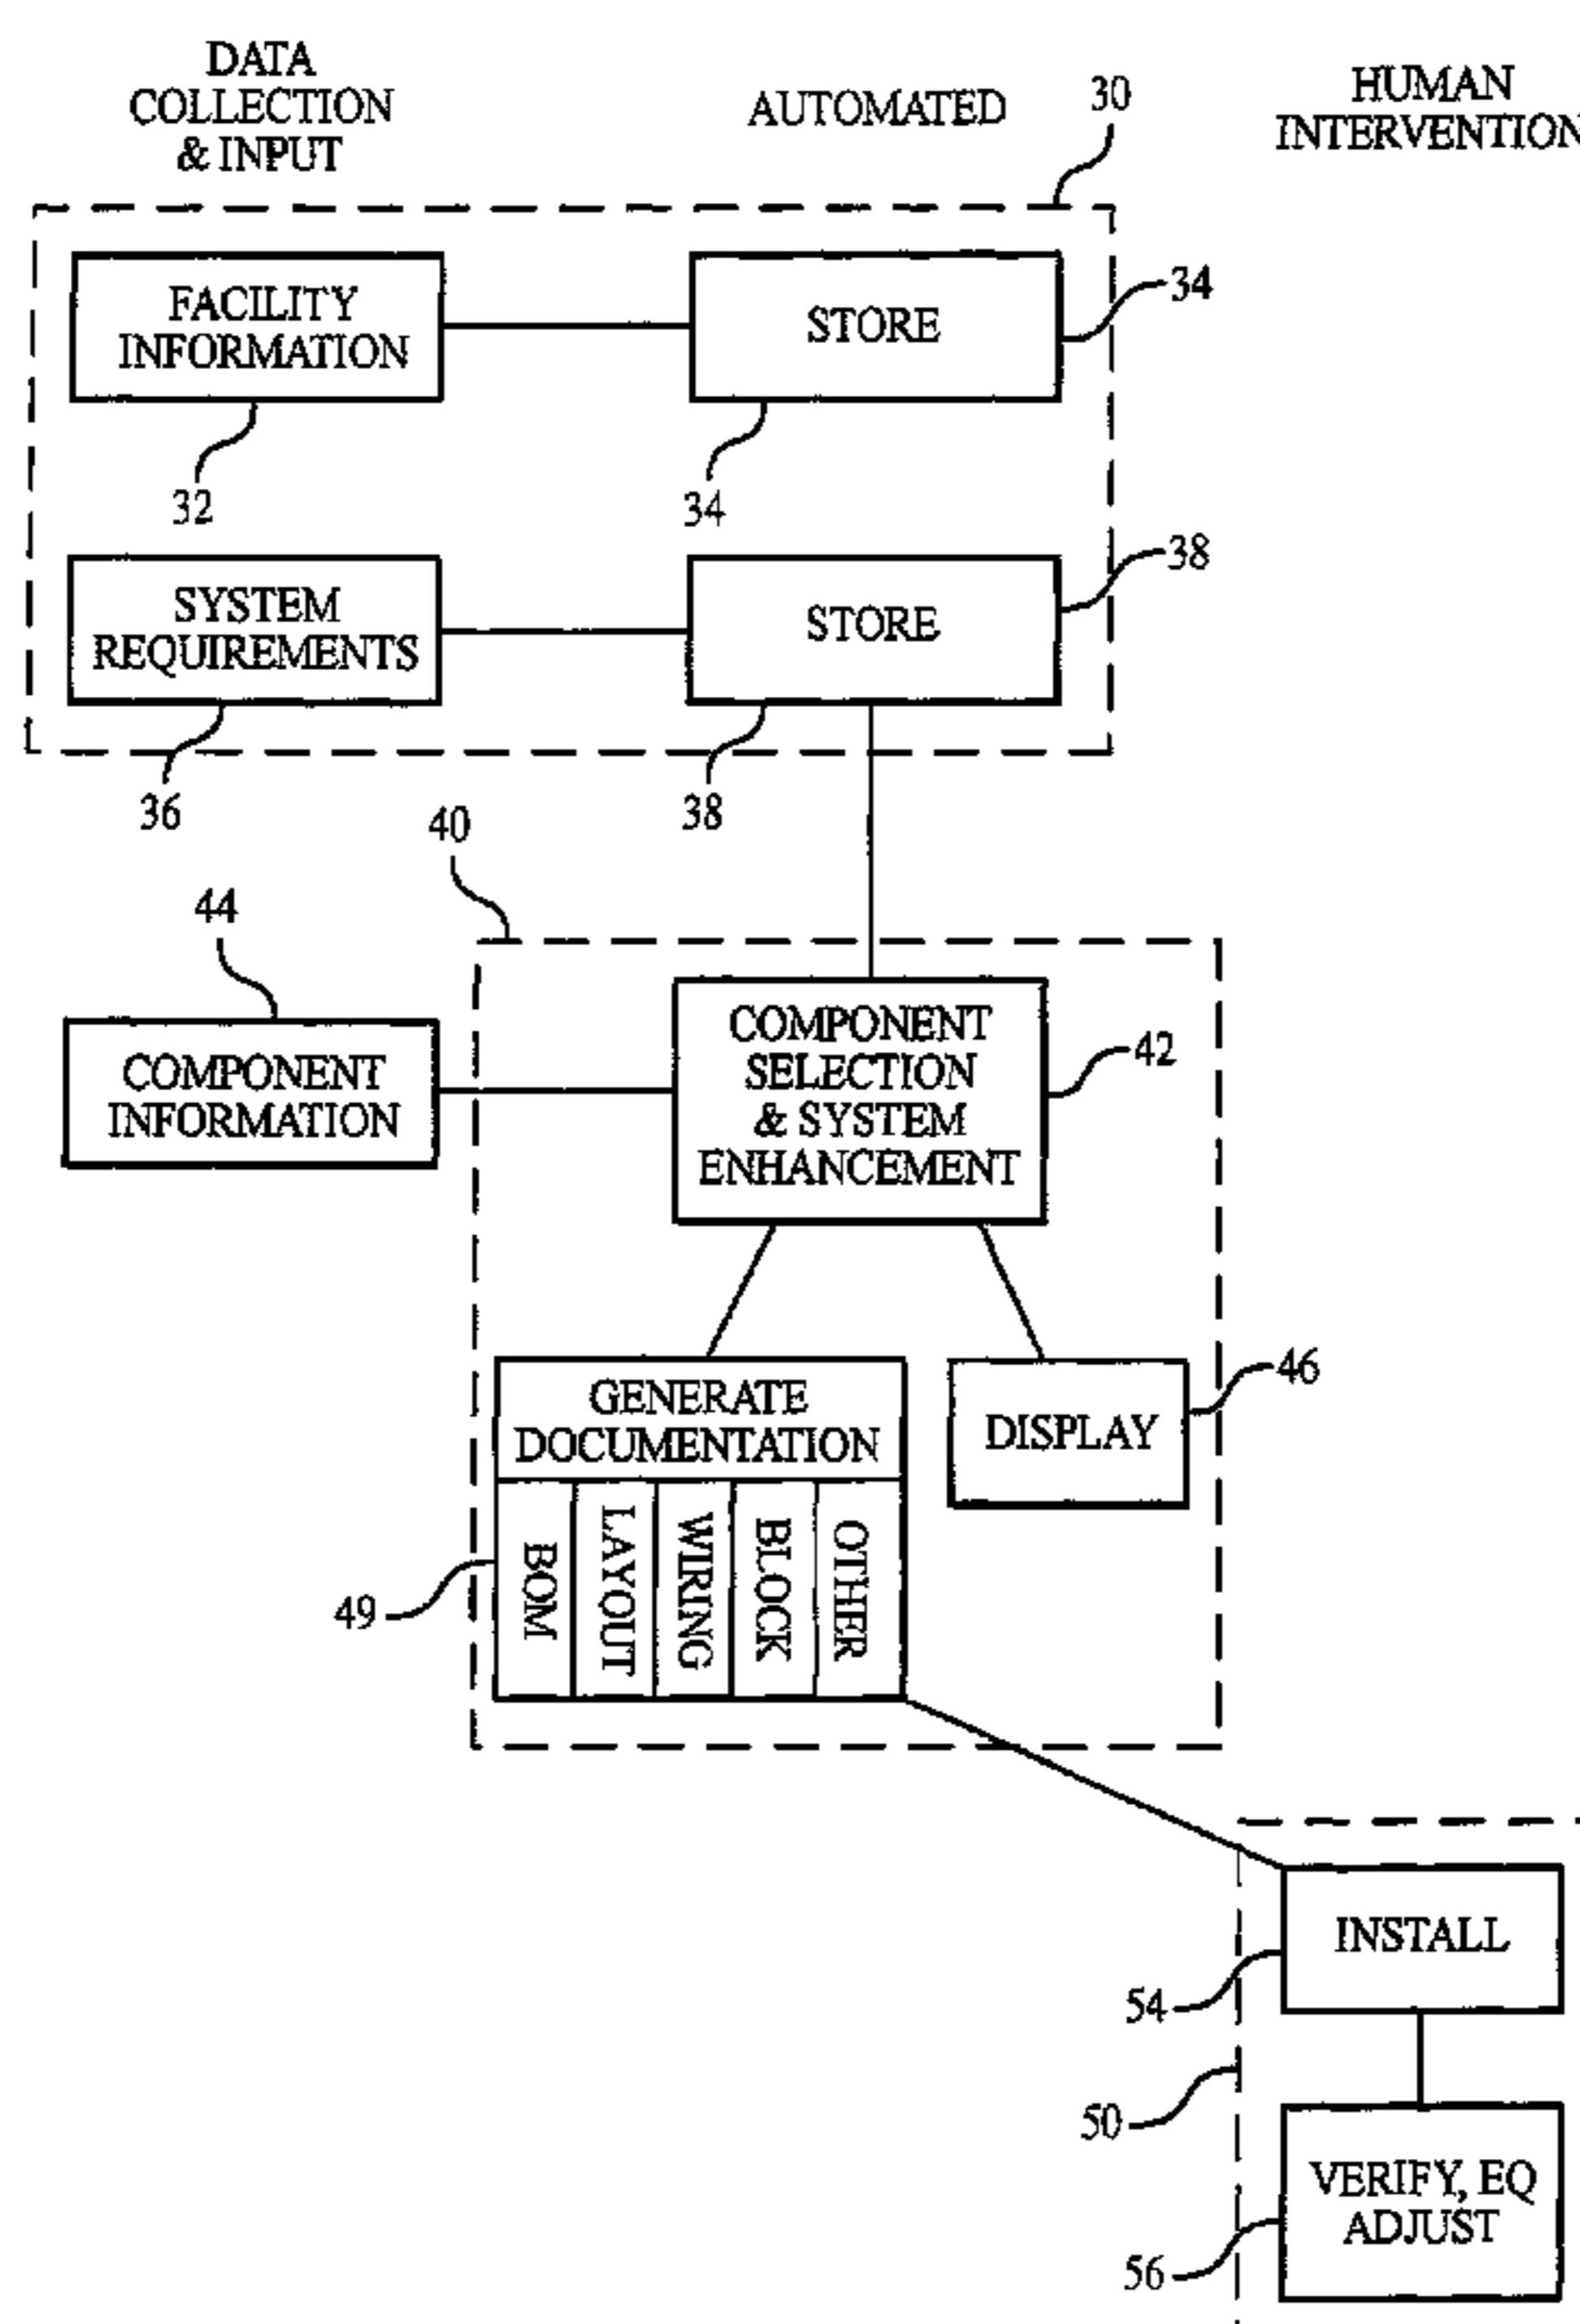 DATA
COLLECTION
& INPUT
AUTOMATED
30
HUMAN
INTERVENTION
FACILITY
INFORMATION
STORE
34
32
34
SYSTEM
REQUIREMENTS
STORE
38
36
38
40
44
COMPONENT
INFORMATION
COMPONENT
SELECTION
& SYSTEM
ENHANCEMENT
42
GENERATE
DOCUMENTATION
DISPLAY
46
BOM
LAYOUT
WIRING
BLOCK
OTHER
49
INSTALL
54
50
VERIFY, EQ
ADJUST
56